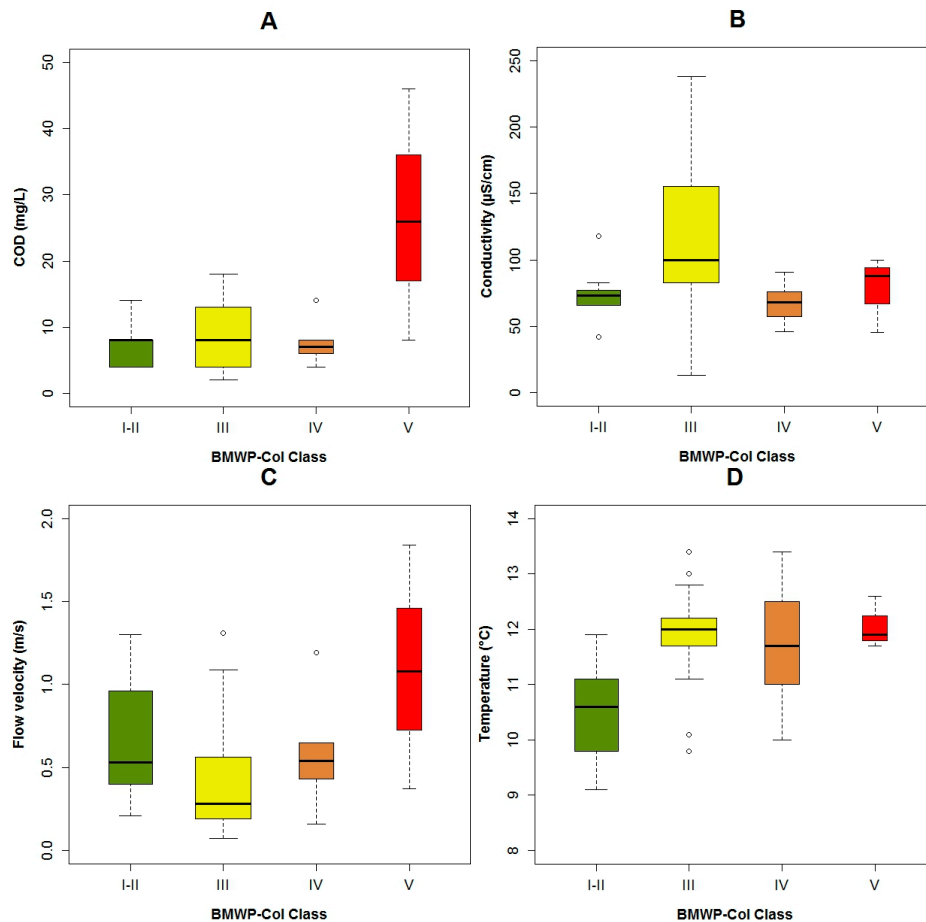 A
COD (mg/L)
50
40
30
20
10
0
I-II III IV V
BMWP-Col Class
B
Conductivity (µS/cm)
250
200
150
100
50
0
I-II III IV V
BMWP-Col Class
C
Flow velocity (m/s)
2.0
1.5
1.0
0.5
0.0
I-II III IV V
BMWP-Col Class
D
Temperature (°C)
14
13
12
11
10
9
8
I-II III IV V
BMWP-Col Class